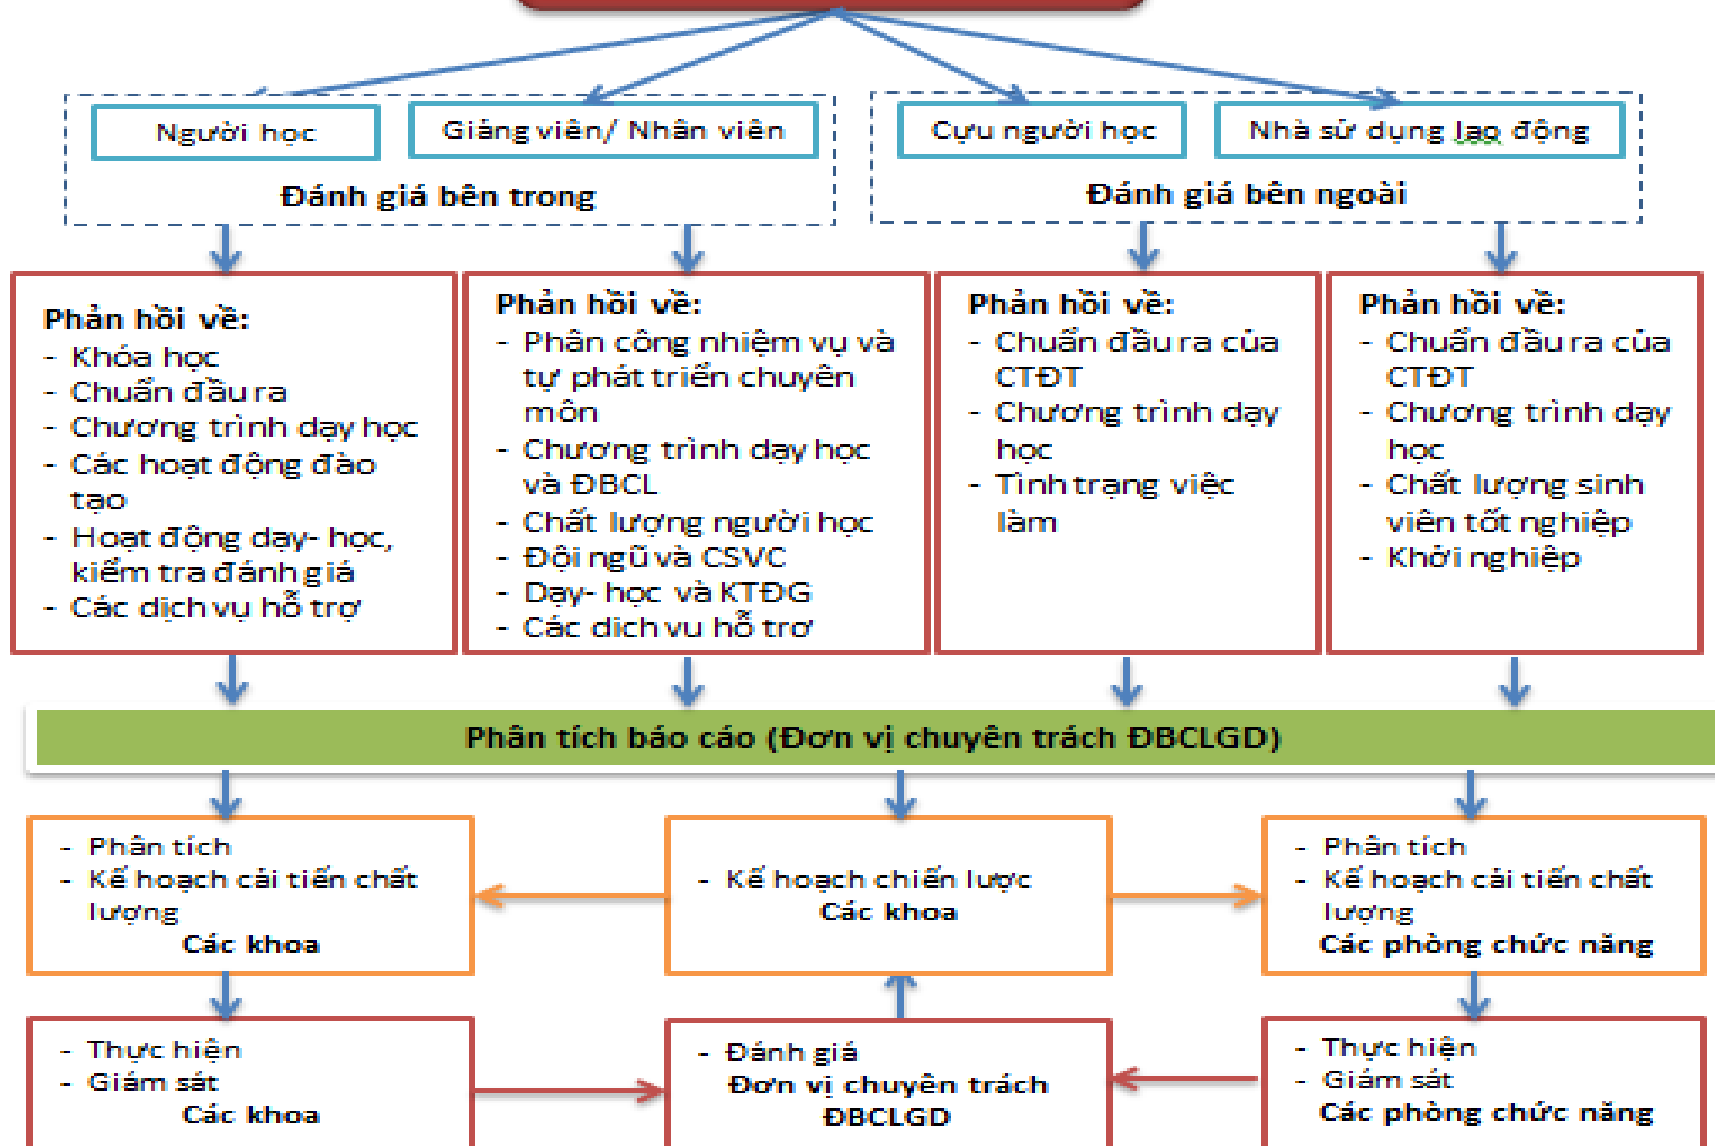 Người học
Giảng viên/ Nhân viên
Cựu người học
Nhà sử dụng lao động
Đánh giá bên trong
Đánh giá bên ngoài
Phản hồi về:
- Khóa học
- Chuẩn đầu ra
- Chương trình dạy học
- Các hoạt động đào
tạo
- Hoạt động dạy- học,
kiểm tra đánh giá
- Các dịch vụ hỗ trợ
Phản hồi về:
- Phân công nhiệm vụ và
tự phát triển chuyên
môn
- Chương trình dạy học
và ĐBCL
- Chất lượng người học
- Đội ngũ và CSVC
- Dạy- học và KTĐG
- Các dịch vụ hỗ trợ
Phản hồi về:
- Chuẩn đầu ra của
CTĐT
- Chương trình dạy
học
- Tình trạng việc
làm
Phản hồi về:
- Chuẩn đầu ra của
CTĐT
- Chương trình dạy
học
- Chất lượng sinh
viên tốt nghiệp
- Khởi nghiệp
Phân tích báo cáo (Đơn vị chuyên trách ĐBCLGD)
- Phân tích
- Kế hoạch cải tiến chất
lượng
Các khoa
- Kế hoạch chiến lược
Các khoa
- Phân tích
- Kế hoạch cải tiến chất
lượng
Các phòng chức năng
- Thực hiện
- Giám sát
Các khoa
- Đánh giá
Đơn vị chuyên trách
ĐBCLGD
- Thực hiện
- Giám sát
Các phòng chức năng